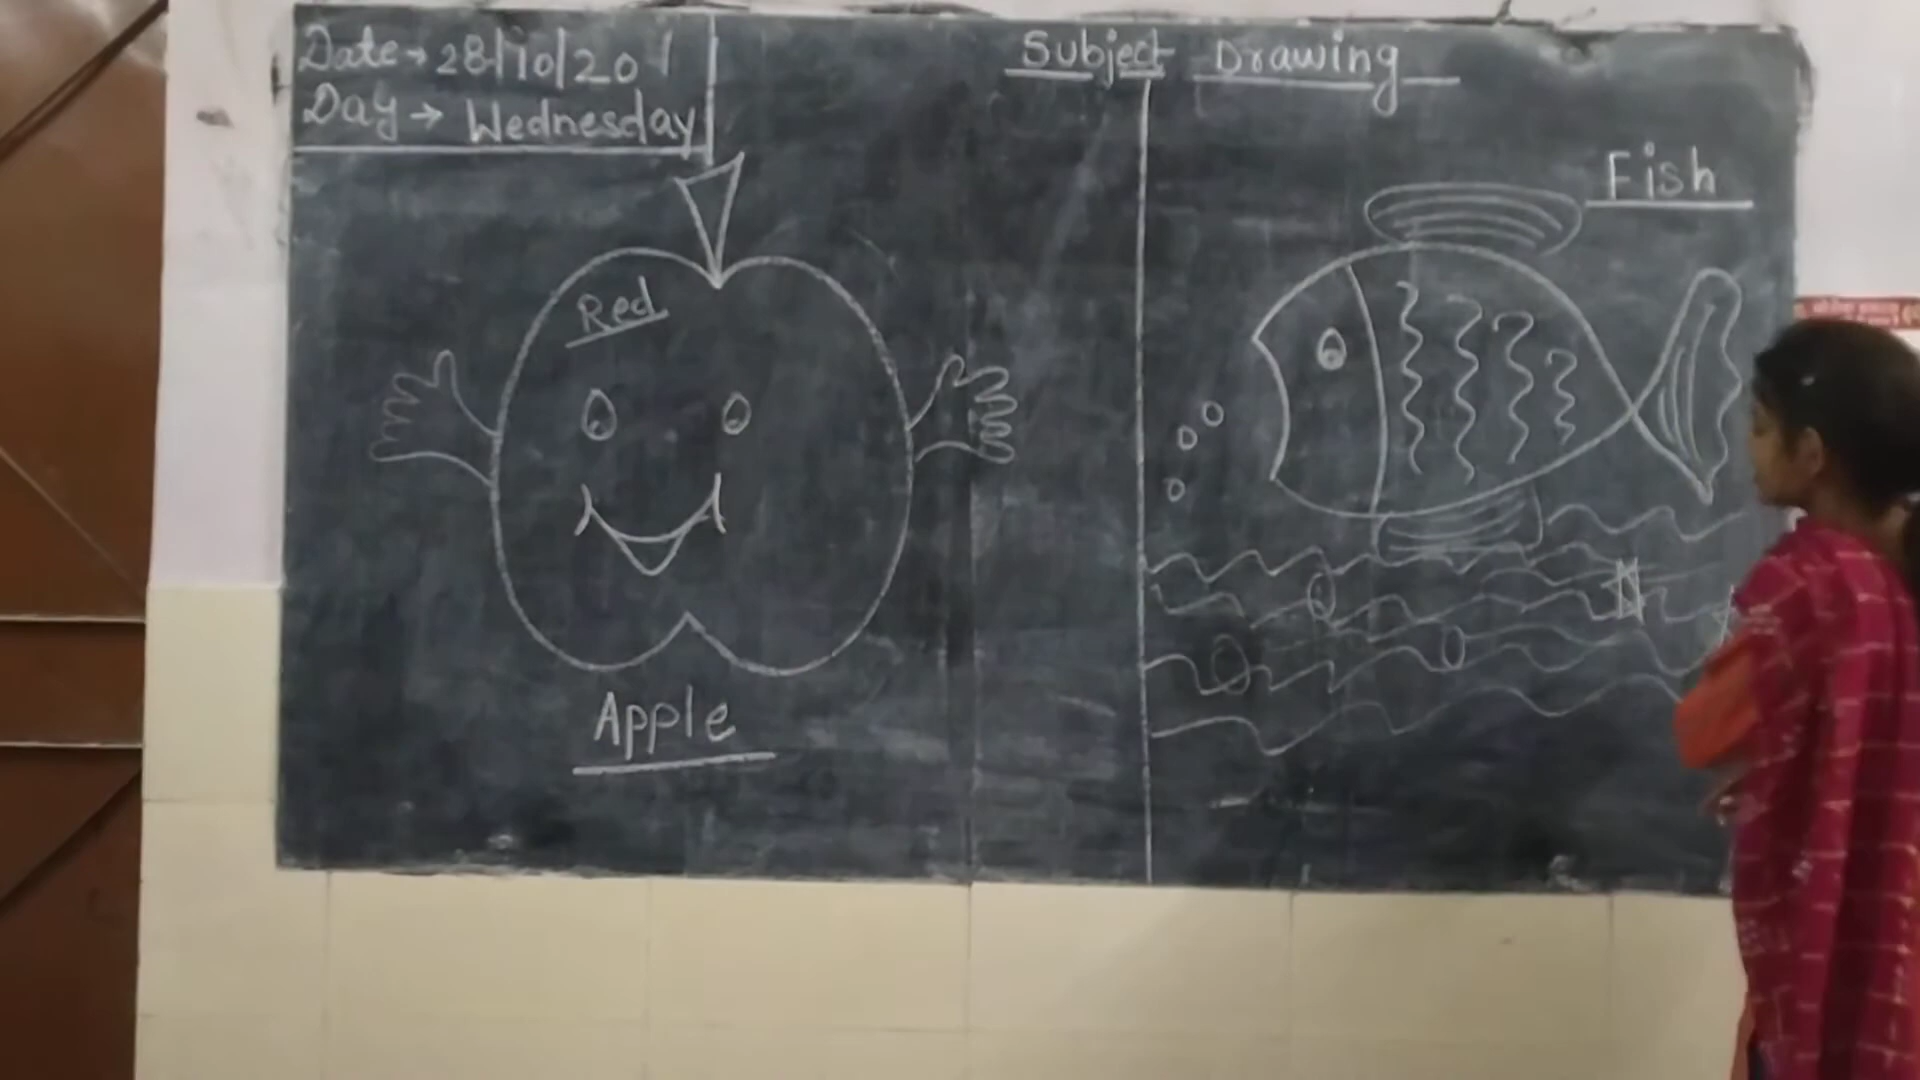 Date → 28/10/20
Day → Wednesday
Subject Drawing
Red
Apple
Fish